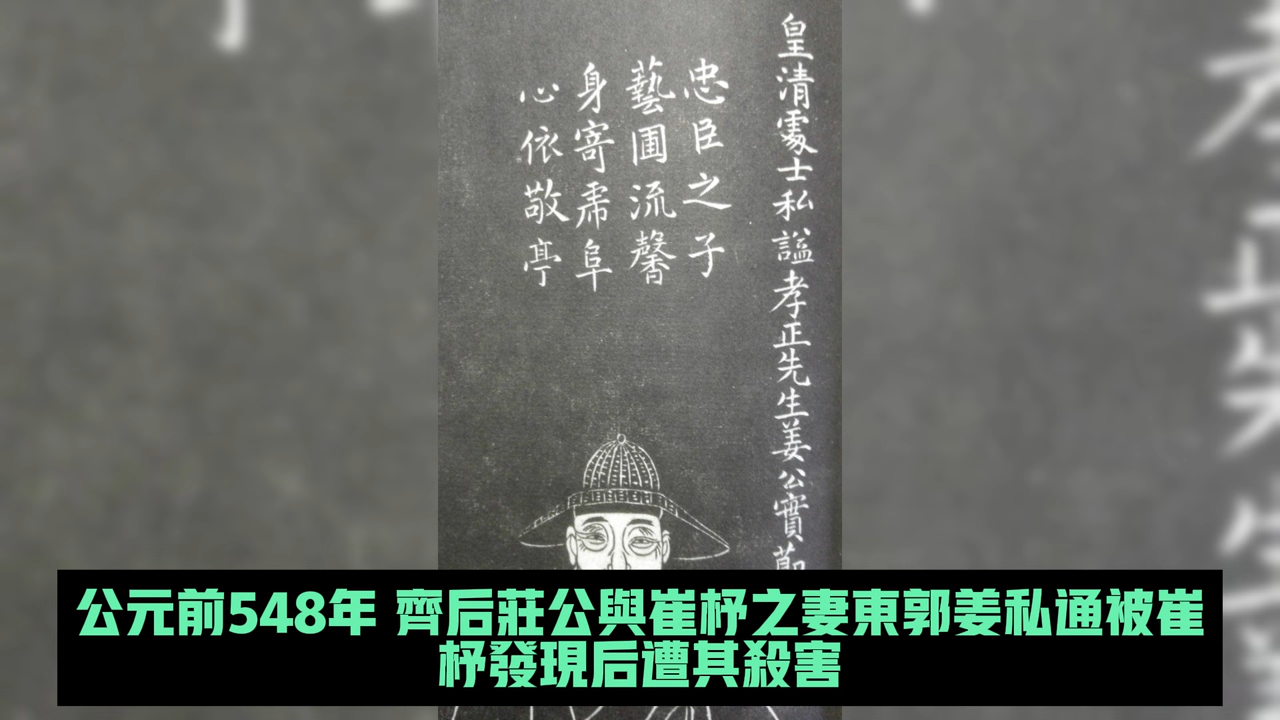 皇清處士私謚孝正先生姜公實
忠臣之子
藝圃流馨
身寄虎阜
心依敬亭
公元前548年 齊后莊公與崔杼之妻東郭姜私通被崔
杼發現后遭其殺害